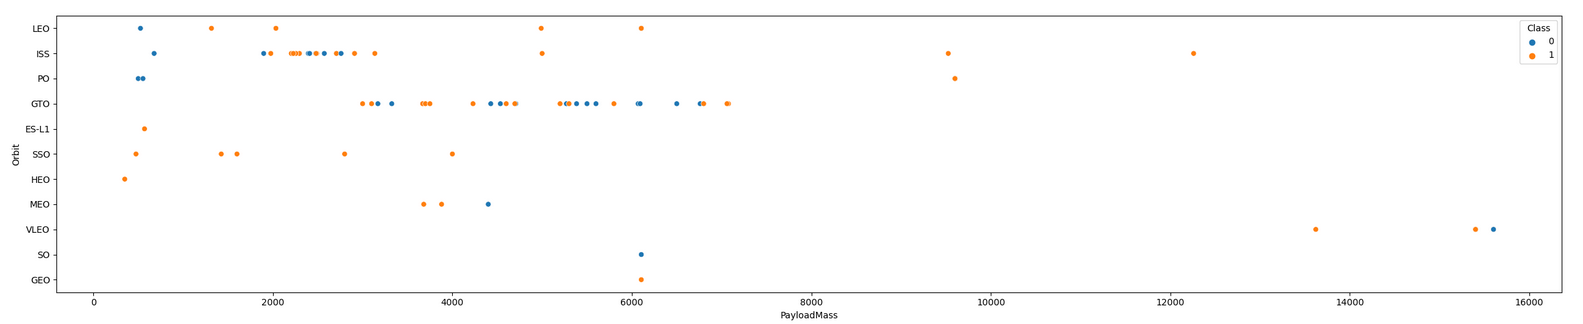 LEO
ISS
PO
GTO
ES-L1
SSO
HEO
MEO
VLEO
SO
GEO
Orbit
0 2000 4000 6000 8000 10000 12000 14000 16000
PayloadMass
Class
0
1